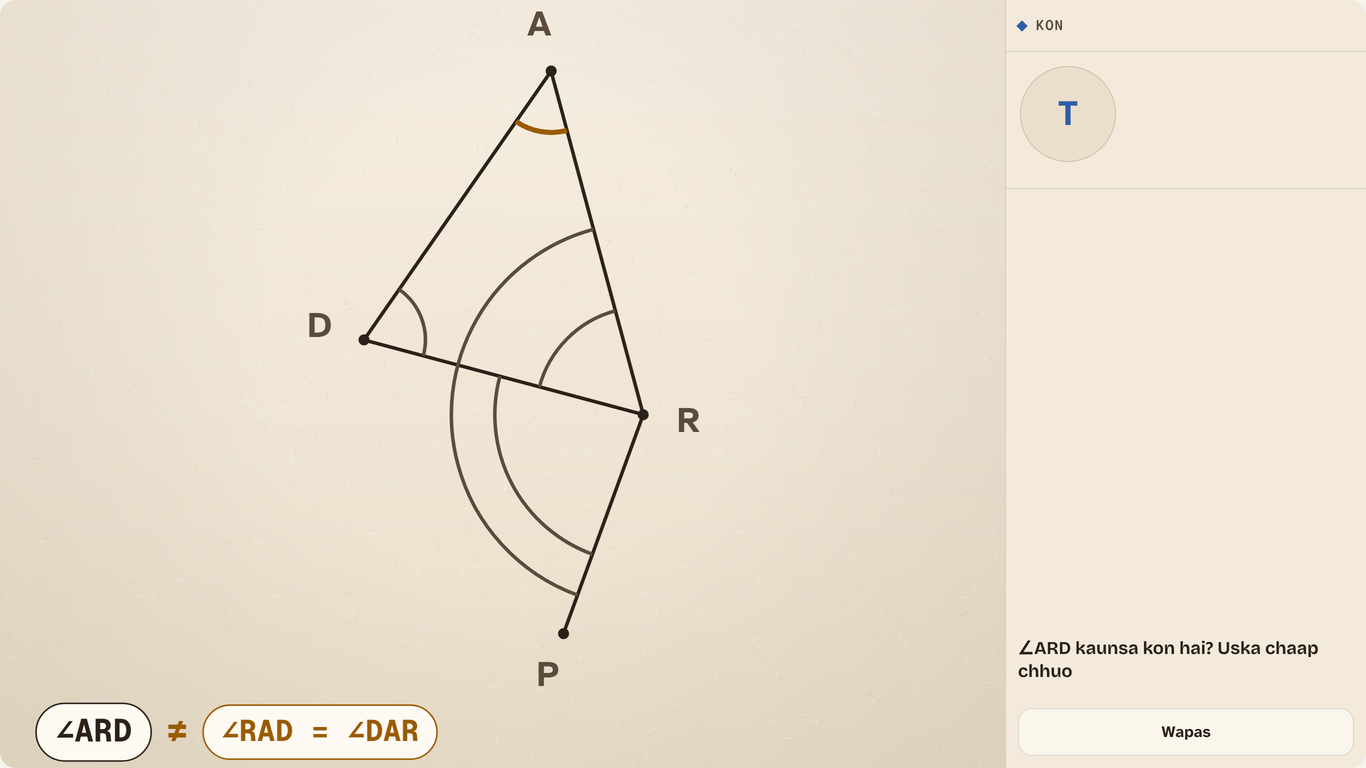 A
D
R
P
∠ARD ≠ ∠RAD = ∠DAR
KON
T
∠ARD kaunsa kon hai? Uska chaap
chhuo
Wapas